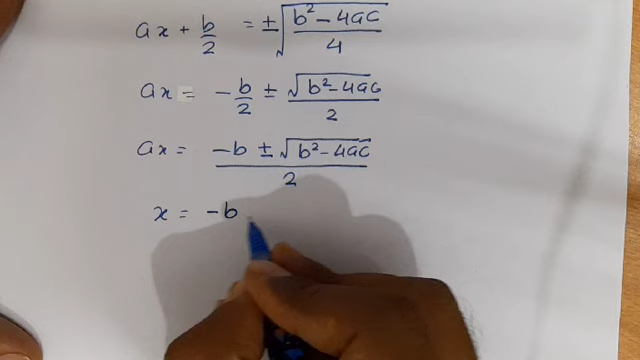 ax + b/2 = ± √(b² − 4ac / 4)
ax = − b/2 ± √(b² − 4ac) / 2
ax = −b ± √(b² − 4ac) / 2
x = −b